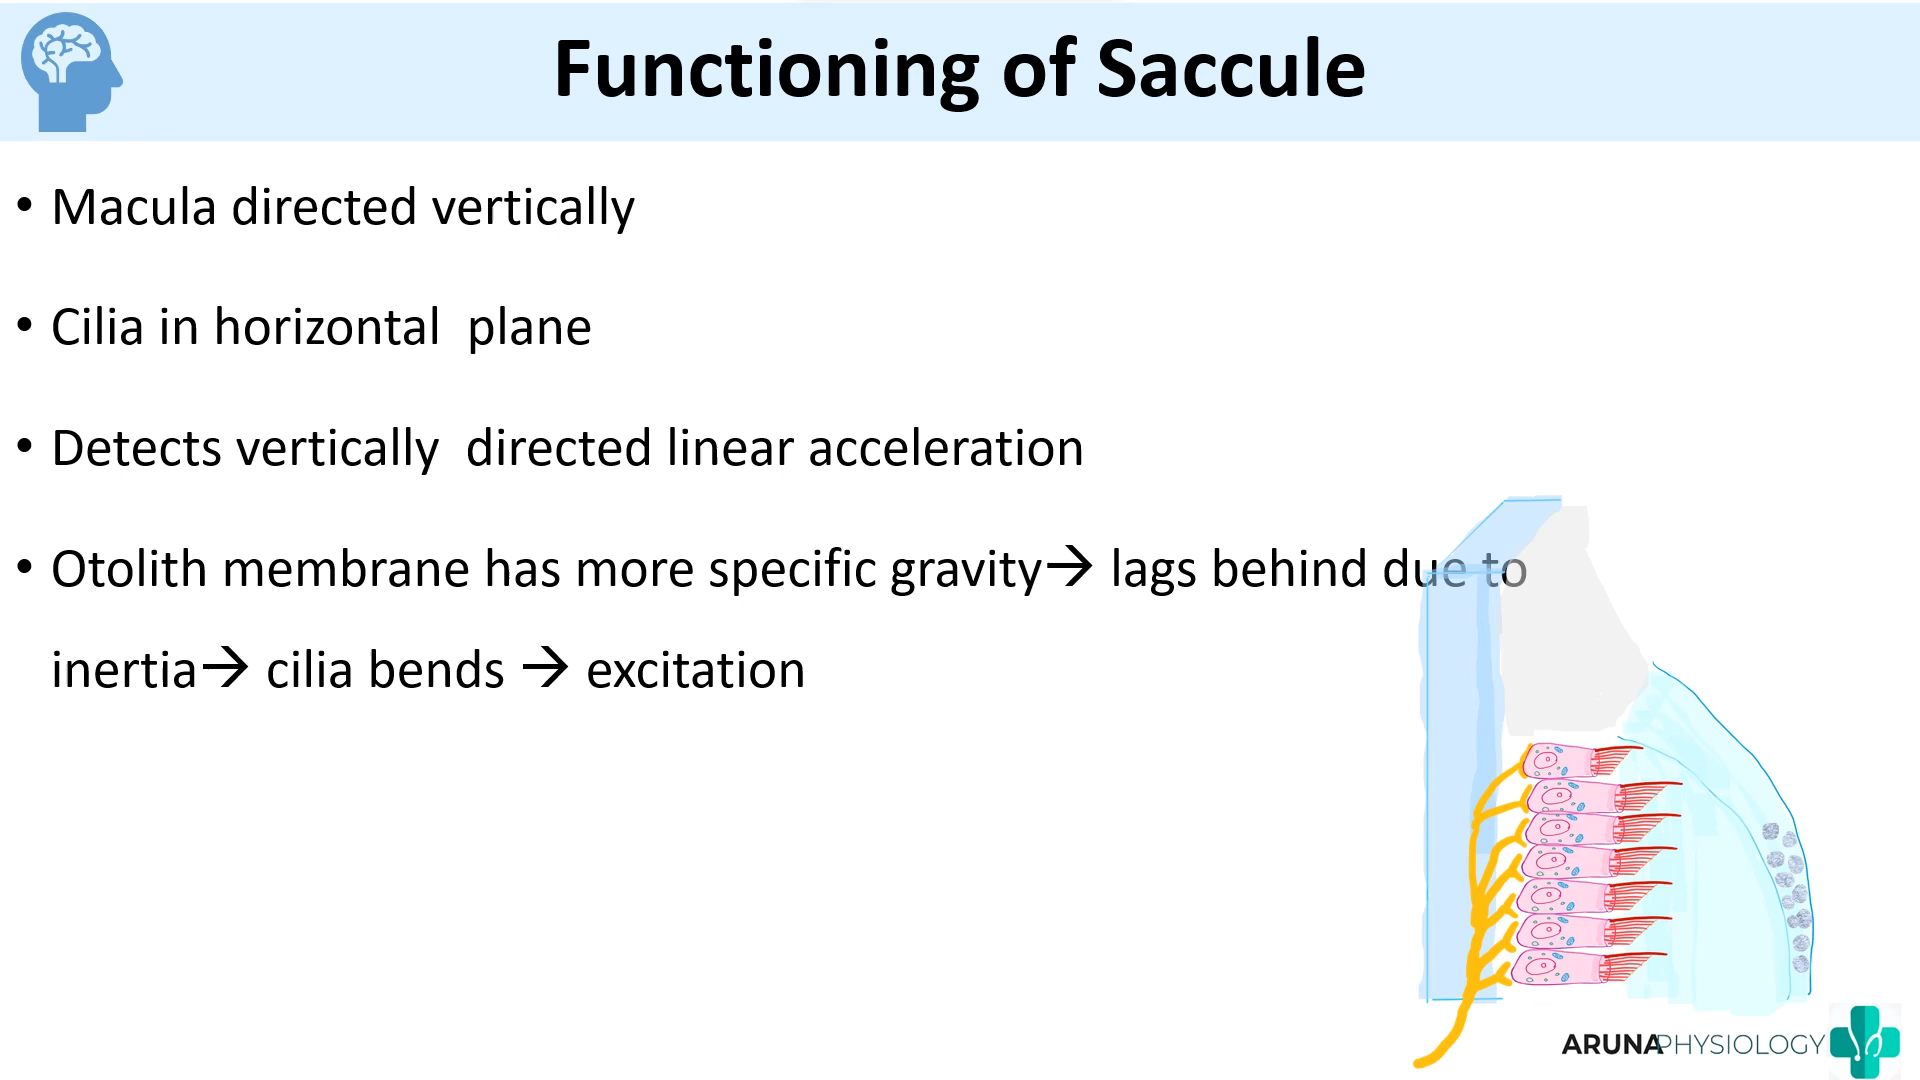 Functioning of Saccule
• Macula directed vertically
• Cilia in horizontal  plane
• Detects vertically  directed linear acceleration
• Otolith membrane has more specific gravity→ lags behind due to
inertia→ cilia bends → excitation
ARUNAPHYSIOLOGY